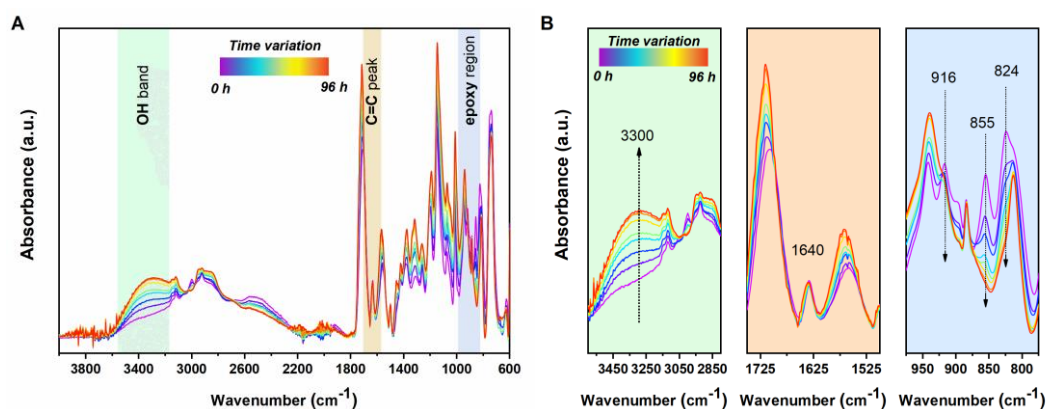 A
Absorbance (a.u.)
OH band
Time variation
0 h 96 h
C=C peak
epoxy region
3800 3400 3000 2600 2200 1800 1400 1000 600
Wavenumber (cm-1)
B
Absorbance (a.u.)
Time variation
0 h
96 h
3300
3450 3250 3050 2850
Wavenumber (cm-1)
1640
1725 1625 1525
Wavenumber (cm-1)
916
824
855
950 900 850 800
Wavenumber (cm-1)